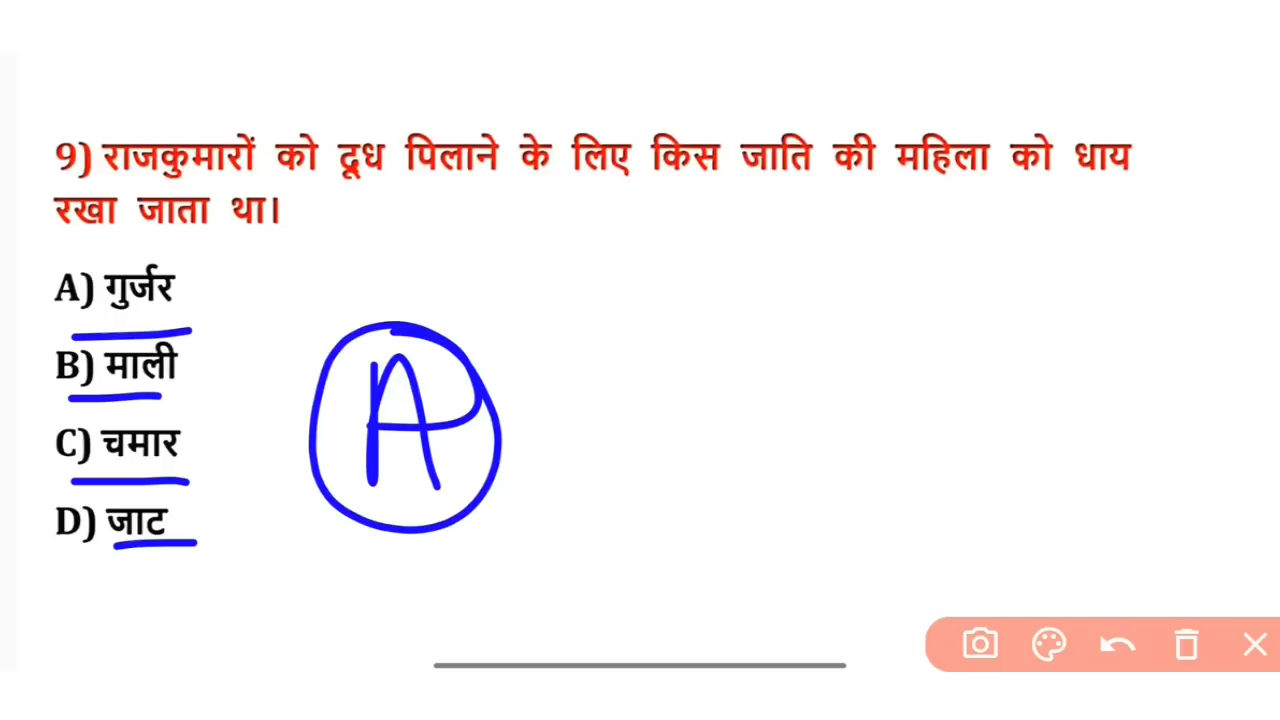 9) राजकुमारों को दूध पिलाने के लिए किस जाति की महिला को धाय
रखा जाता था।
A) गुर्जर
B) माली
C) चमार
D) जाट
A